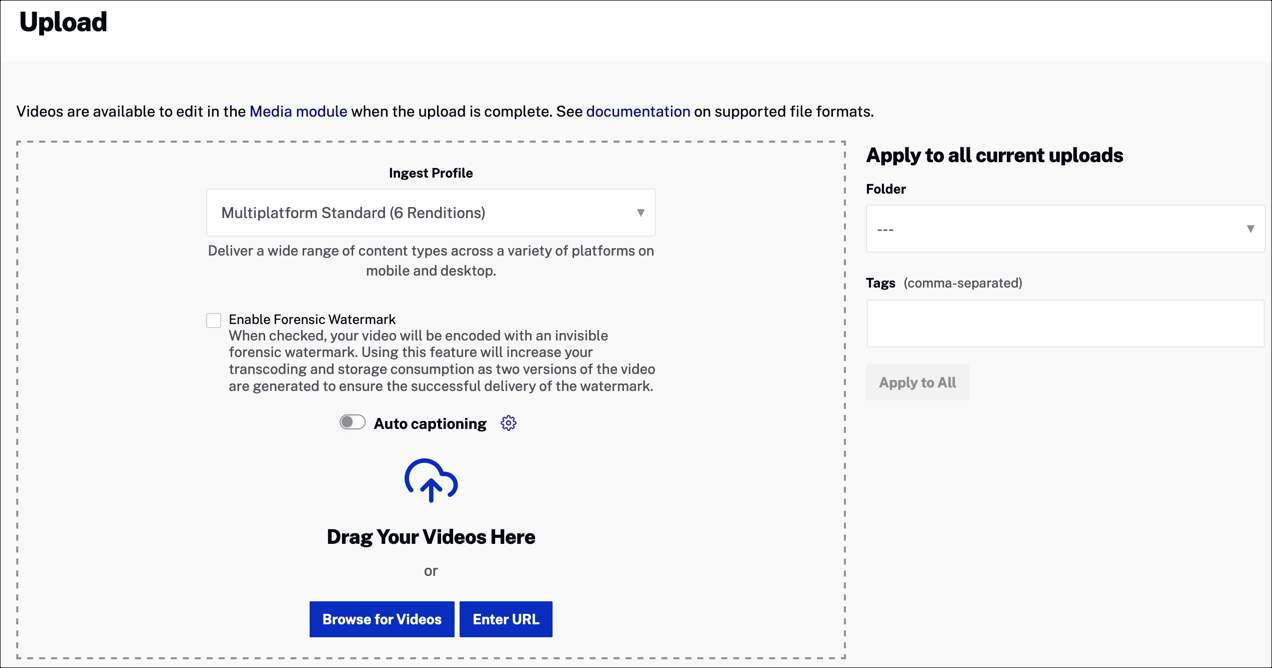 Upload
Videos are available to edit in the Media module when the upload is complete. See documentation on supported file formats.
Ingest Profile
Multiplatform Standard (6 Renditions)
Deliver a wide range of content types across a variety of platforms on
mobile and desktop.
Enable Forensic Watermark
When checked, your video will be encoded with an invisible
forensic watermark. Using this feature will increase your
transcoding and storage consumption as two versions of the video
are generated to ensure the successful delivery of the watermark.
Auto captioning
Drag Your Videos Here
or
Browse for Videos
Enter URL
Apply to all current uploads
Folder
---
Tags (comma-separated)
Apply to All